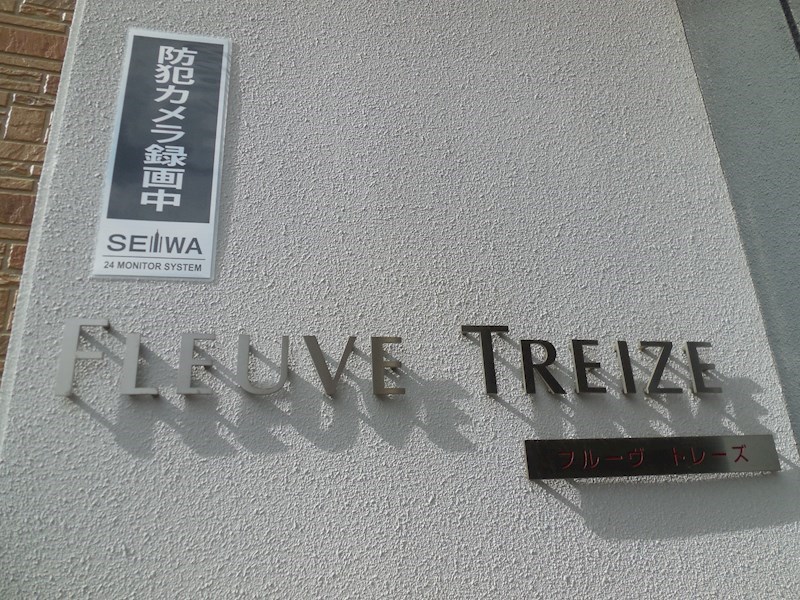 防犯カメラ録画中
SEIWA
24 MONITOR SYSTEM
FLEUVE TREIZE
フルーヴ トレーズ